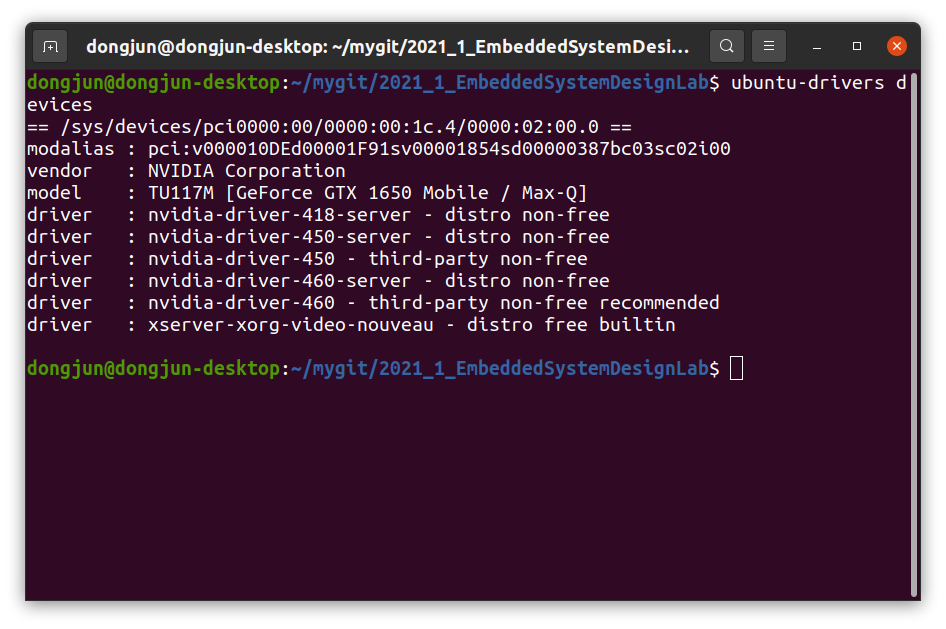 dongjun@dongjun-desktop: ~/mygit/2021_1_EmbeddedSystemDesi...
dongjun@dongjun-desktop:~/mygit/2021_1_EmbeddedSystemDesignLab$ ubuntu-drivers d
evices
== /sys/devices/pci0000:00/0000:00:1c.4/0000:02:00.0 ==
modalias : pci:v000010DEd00001F91sv00001854sd00000387bc03sc02i00
vendor   : NVIDIA Corporation
model    : TU117M [GeForce GTX 1650 Mobile / Max-Q]
driver   : nvidia-driver-418-server - distro non-free
driver   : nvidia-driver-450-server - distro non-free
driver   : nvidia-driver-450 - third-party non-free
driver   : nvidia-driver-460-server - distro non-free
driver   : nvidia-driver-460 - third-party non-free recommended
driver   : xserver-xorg-video-nouveau - distro free builtin
dongjun@dongjun-desktop:~/mygit/2021_1_EmbeddedSystemDesignLab$